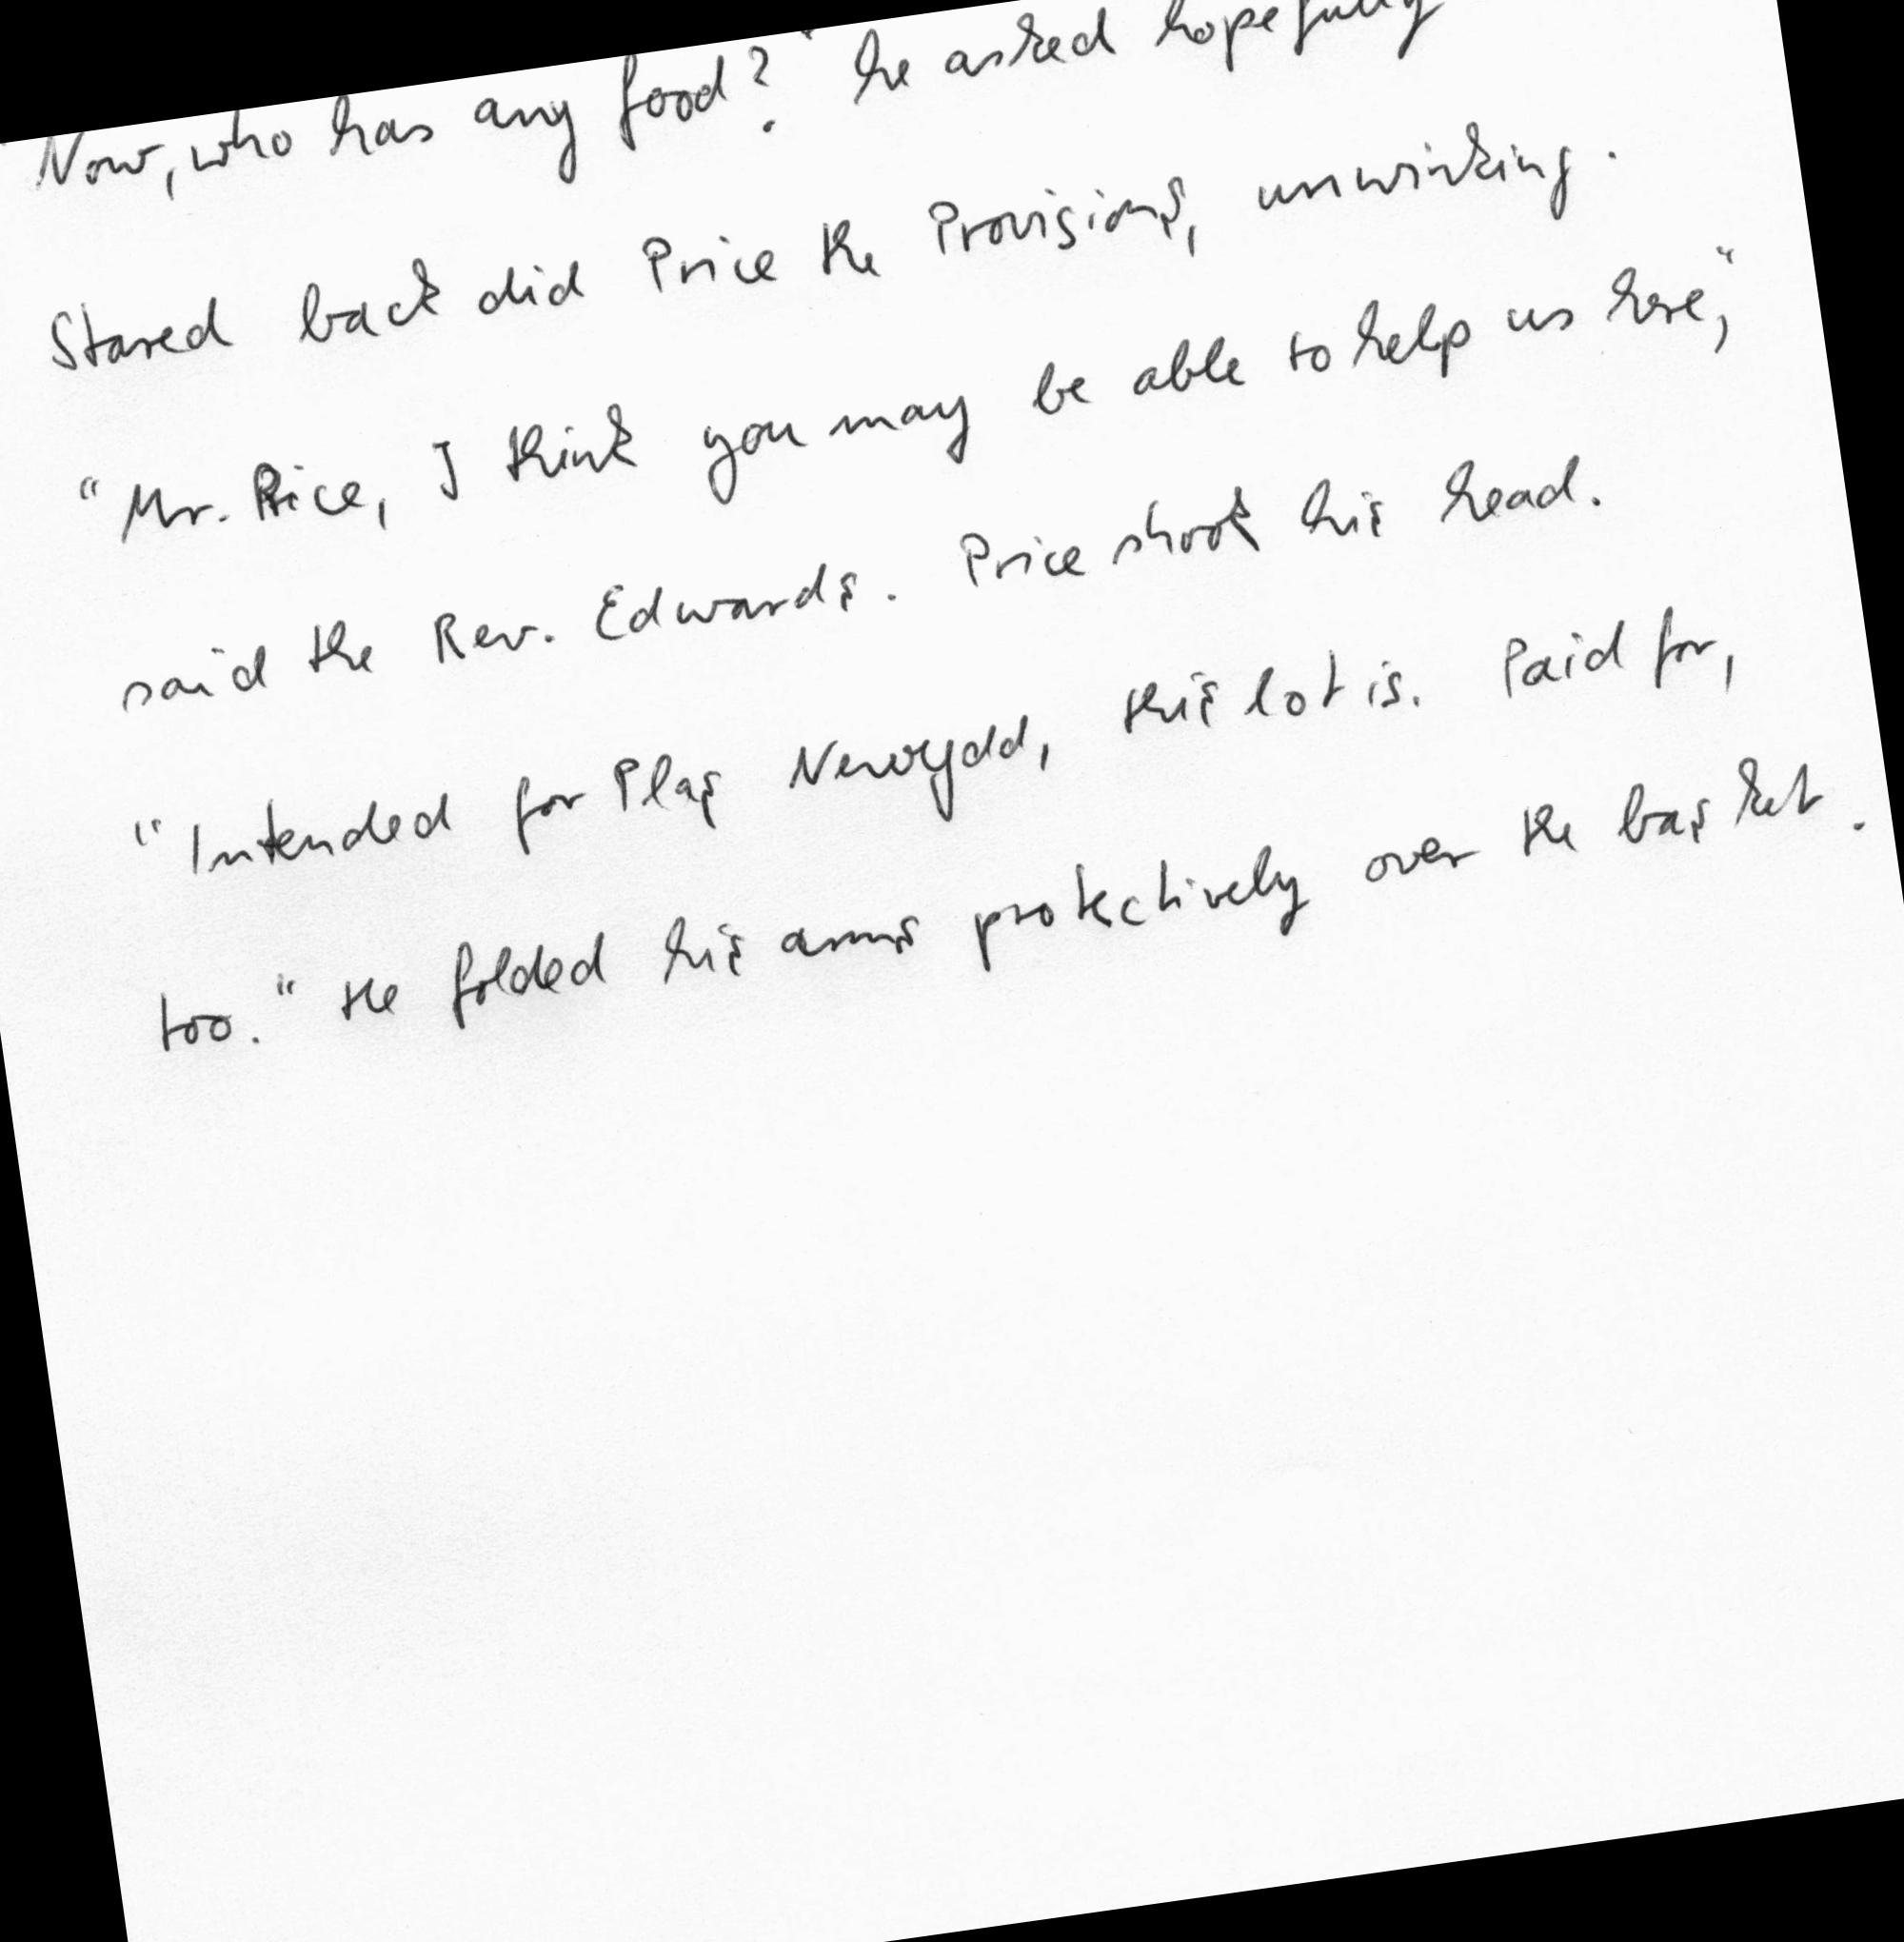 Now, who has any food?" he asked hopefully
Stared back did Price the Provisions, unwinking.
"Mr. Price, I think you may be able to help us here,"
said the Rev. Edwards. Price shook his head.
"Intended for Plas Newydd, this lot is. Paid for,
too." He folded his arms protectively over the basket.